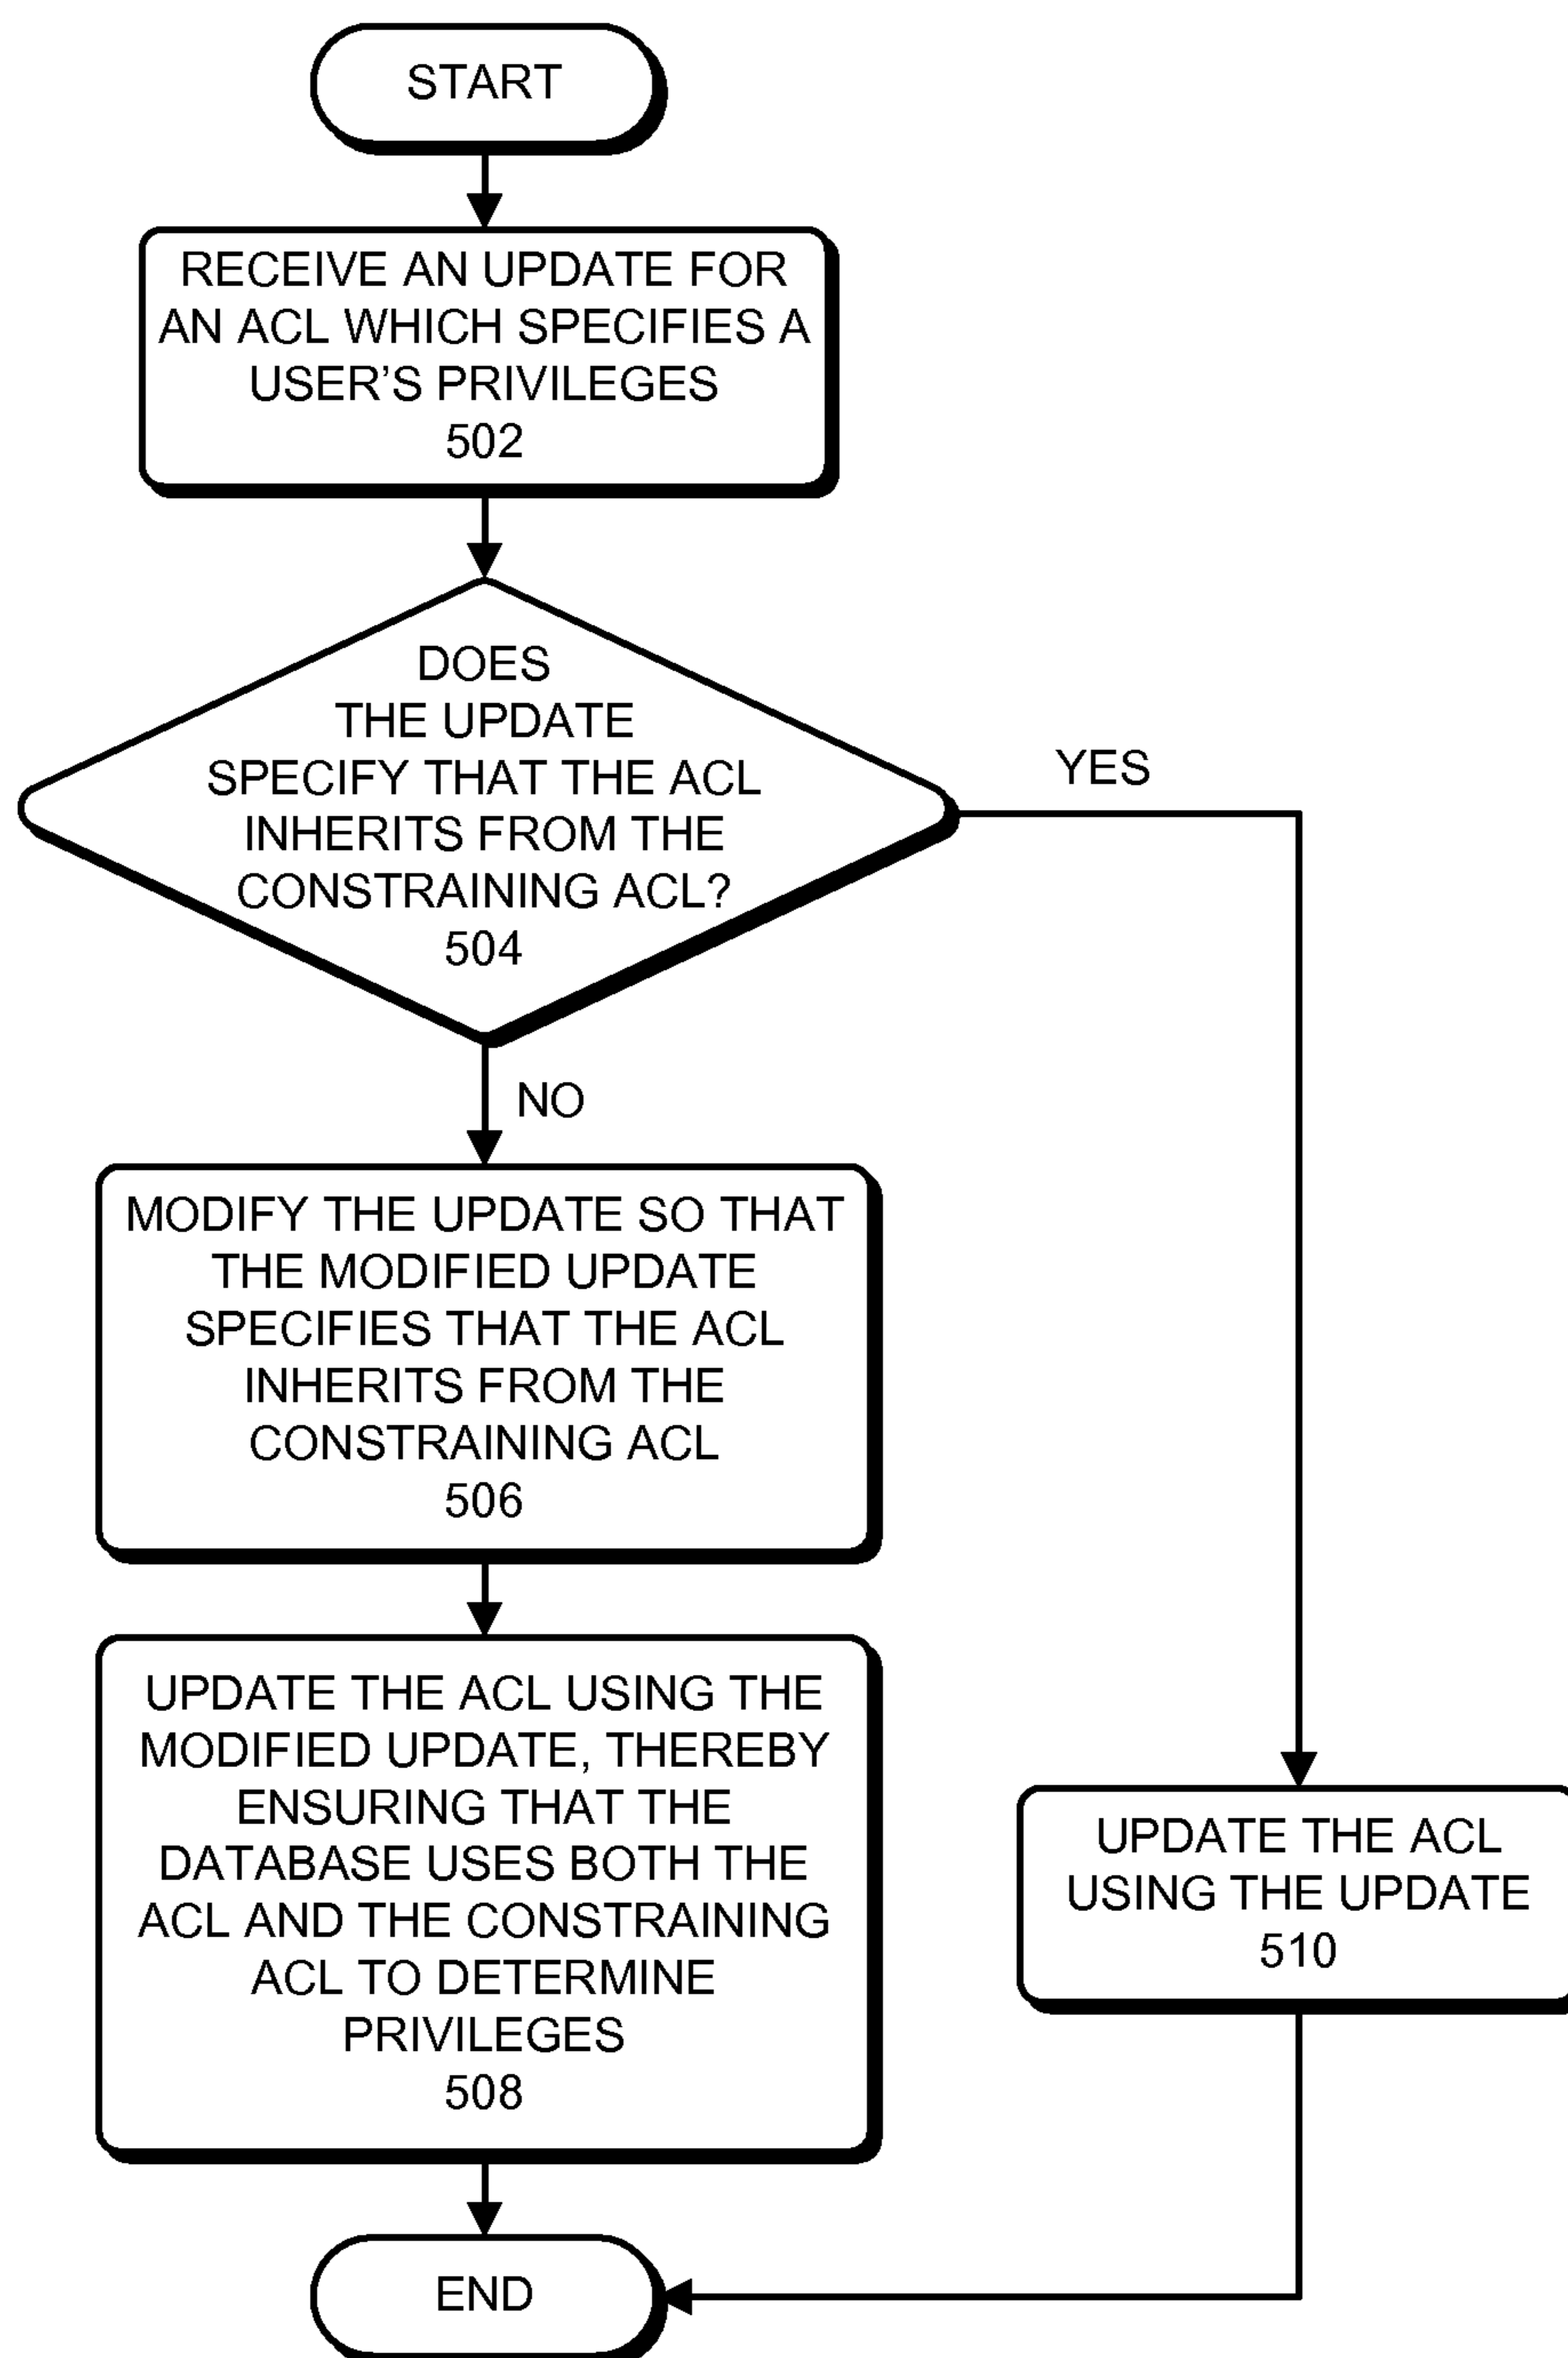 START
RECEIVE AN UPDATE FOR
AN ACL WHICH SPECIFIES A
USER'S PRIVILEGES
502
DOES
THE UPDATE
SPECIFY THAT THE ACL
INHERITS FROM THE
CONSTRAINING ACL?
504
YES
NO
MODIFY THE UPDATE SO THAT
THE MODIFIED UPDATE
SPECIFIES THAT THE ACL
INHERITS FROM THE
CONSTRAINING ACL
506
UPDATE THE ACL USING THE
MODIFIED UPDATE, THEREBY
ENSURING THAT THE
DATABASE USES BOTH THE
ACL AND THE CONSTRAINING
ACL TO DETERMINE
PRIVILEGES
508
UPDATE THE ACL
USING THE UPDATE
510
END